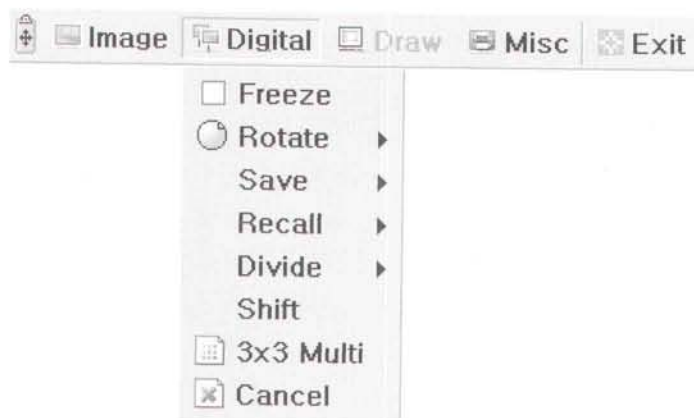 Image Digital Draw Misc Exit
Freeze
Rotate
Save
Recall
Divide
Shift
3x3 Multi
Cancel